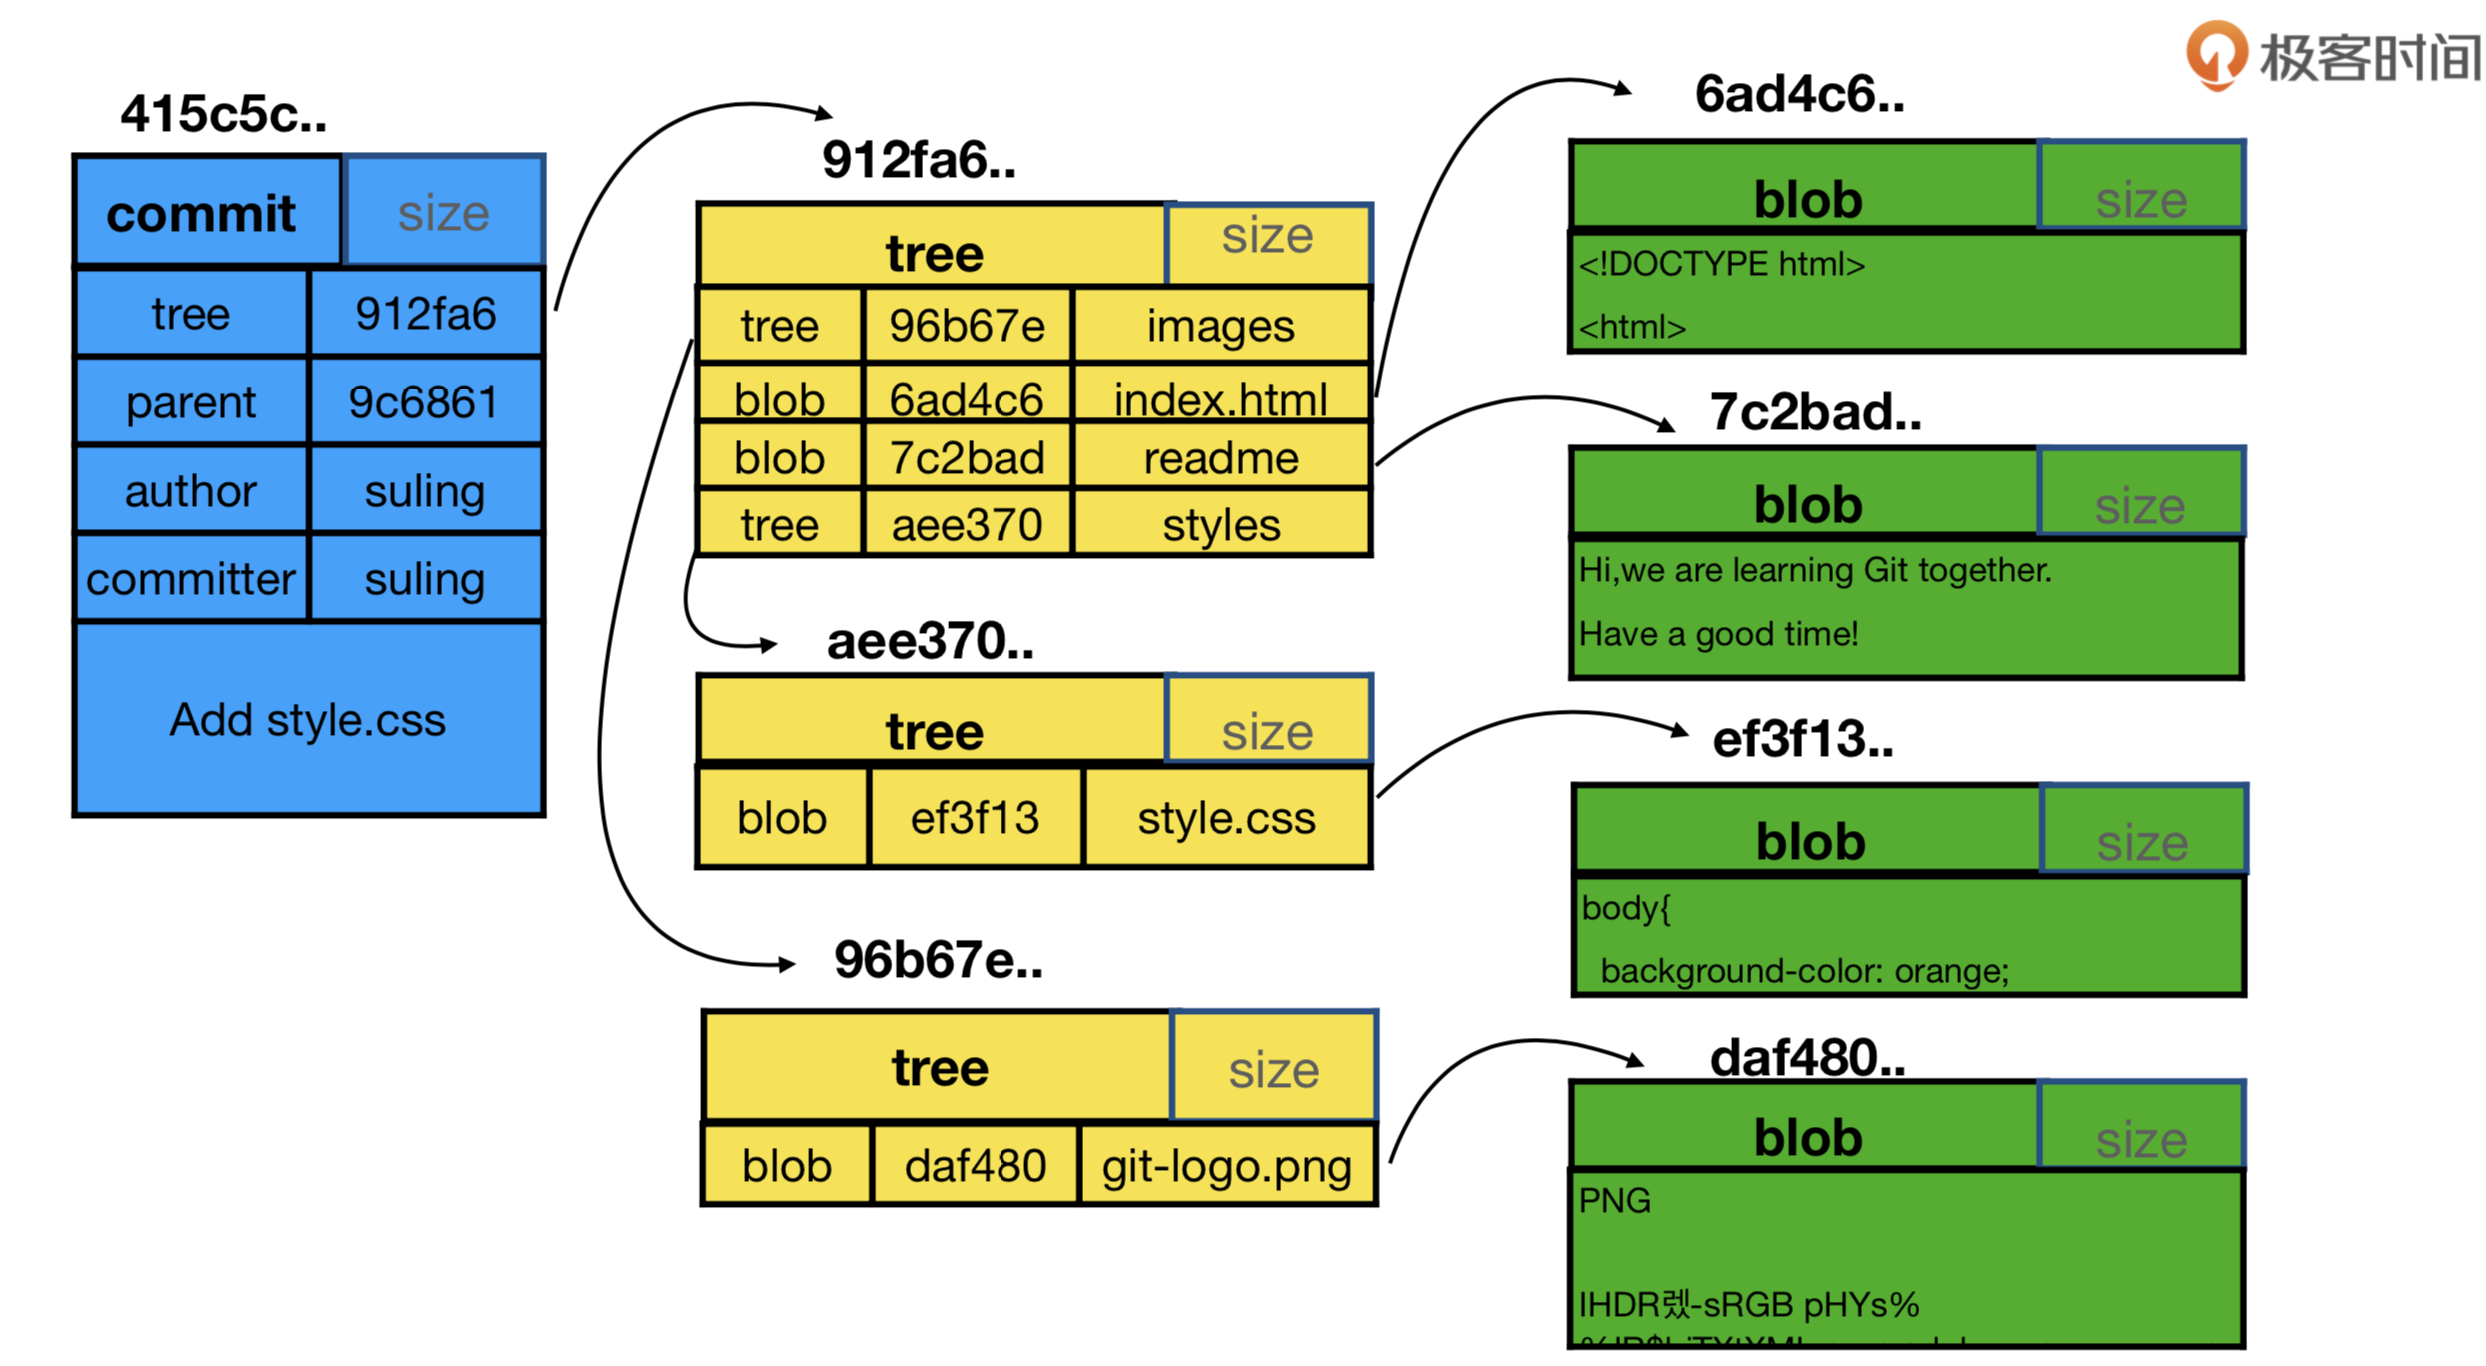 极客时间
415c5c..
commit size
tree 912fa6
parent 9c6861
author suling
committer suling
Add style.css
912fa6..
tree size
tree 96b67e images
blob 6ad4c6 index.html
blob 7c2bad readme
tree aee370 styles
aee370..
tree size
blob ef3f13 style.css
96b67e..
tree size
blob daf480 git-logo.png
6ad4c6..
blob size
<!DOCTYPE html>
<html>
7c2bad..
blob size
Hi,we are learning Git together.
Have a good time!
ef3f13..
blob size
body{
background-color: orange;
daf480..
blob size
PNG
IHDR렜-sRGB pHYs%